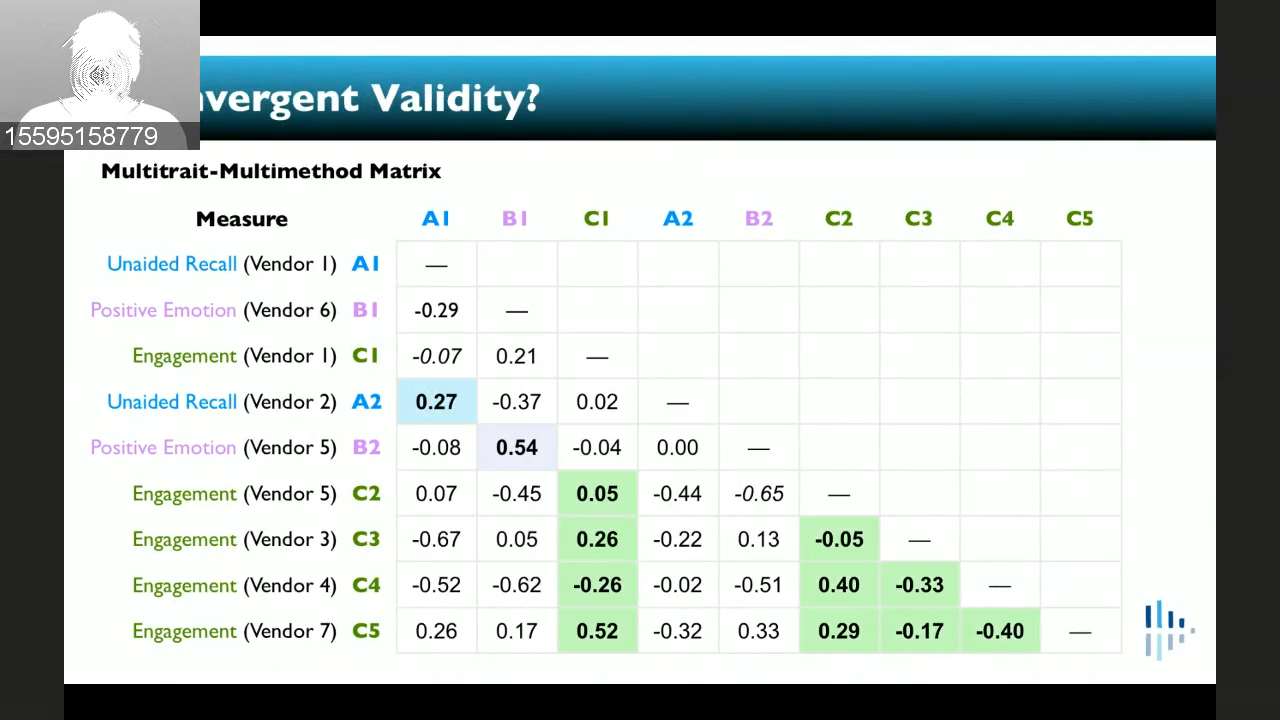 nvergent Validity?
15595158779
Multitrait-Multimethod Matrix
Measure A1 B1 C1 A2 B2 C2 C3 C4 C5
Unaided Recall (Vendor 1) A1 —
Positive Emotion (Vendor 6) B1 -0.29 —
Engagement (Vendor 1) C1 -0.07 0.21 —
Unaided Recall (Vendor 2) A2 0.27 -0.37 0.02 —
Positive Emotion (Vendor 5) B2 -0.08 0.54 -0.04 0.00 —
Engagement (Vendor 5) C2 0.07 -0.45 0.05 -0.44 -0.65 —
Engagement (Vendor 3) C3 -0.67 0.05 0.26 -0.22 0.13 -0.05 —
Engagement (Vendor 4) C4 -0.52 -0.62 -0.26 -0.02 -0.51 0.40 -0.33 —
Engagement (Vendor 7) C5 0.26 0.17 0.52 -0.32 0.33 0.29 -0.17 -0.40 —